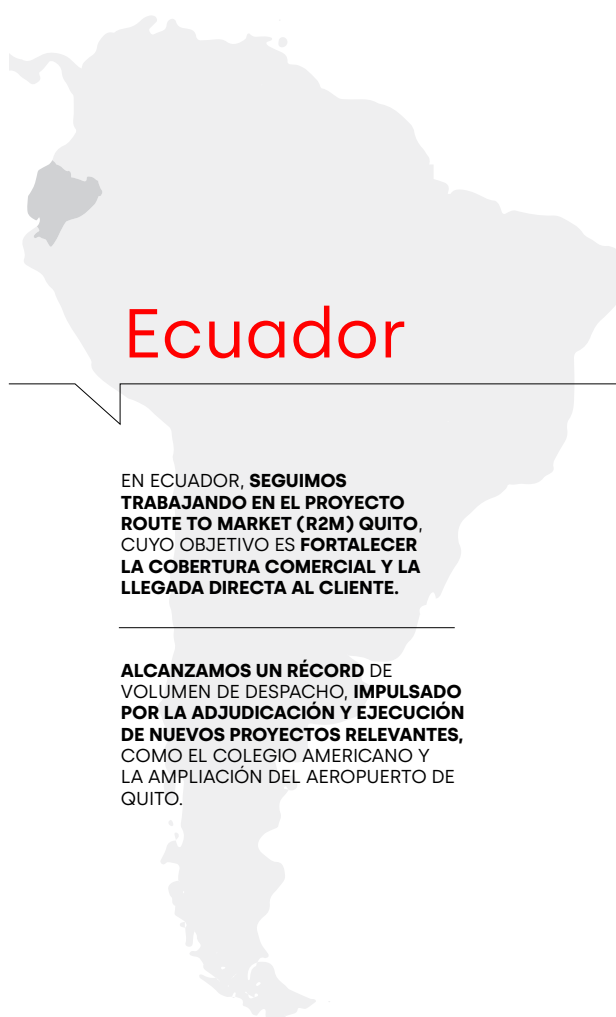 Ecuador
EN ECUADOR, SEGUIMOS
TRABAJANDO EN EL PROYECTO
ROUTE TO MARKET (R2M) QUITO,
CUYO OBJETIVO ES FORTALECER
LA COBERTURA COMERCIAL Y LA
LLEGADA DIRECTA AL CLIENTE.
ALCANZAMOS UN RÉCORD DE
VOLUMEN DE DESPACHO, IMPULSADO
POR LA ADJUDICACIÓN Y EJECUCIÓN
DE NUEVOS PROYECTOS RELEVANTES,
COMO EL COLEGIO AMERICANO Y
LA AMPLIACIÓN DEL AEROPUERTO DE
QUITO.